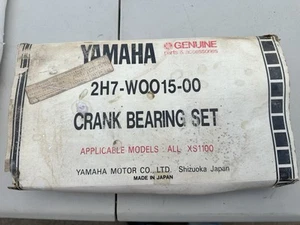 YAMAHA GENUINE
parts & accessories
2H7-W0015-00
CRANK BEARING SET
APPLICABLE MODELS : ALL XS1100
YAMAHA MOTOR CO., LTD. Shizuoka Japan
MADE IN JAPAN